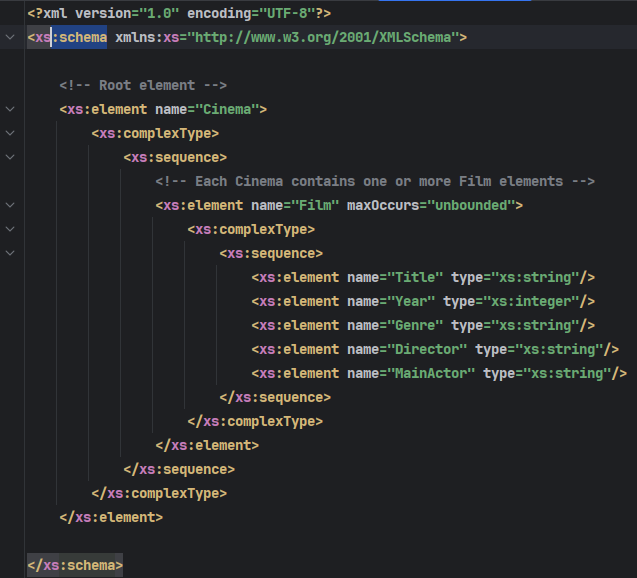 <?xml version="1.0" encoding="UTF-8"?>
<xs:schema xmlns:xs="http://www.w3.org/2001/XMLSchema">
<!-- Root element -->
<xs:element name="Cinema">
<xs:complexType>
<xs:sequence>
<!-- Each Cinema contains one or more Film elements -->
<xs:element name="Film" maxOccurs="unbounded">
<xs:complexType>
<xs:sequence>
<xs:element name="Title" type="xs:string"/>
<xs:element name="Year" type="xs:integer"/>
<xs:element name="Genre" type="xs:string"/>
<xs:element name="Director" type="xs:string"/>
<xs:element name="MainActor" type="xs:string"/>
</xs:sequence>
</xs:complexType>
</xs:element>
</xs:sequence>
</xs:complexType>
</xs:element>
</xs:schema>